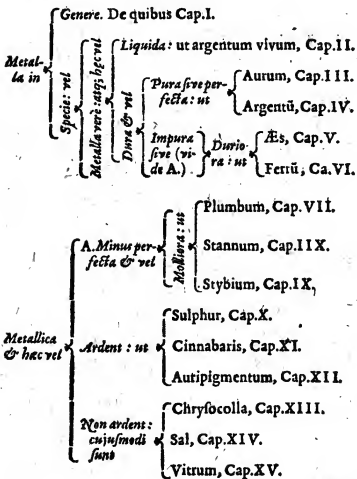 Genere. De quibus Cap.I.
Metalla in
Specie: vel
Metalla verè: atq; hęc vel
Liquida: ut argentum vivum, Cap.II.
Dura & vel
Pura ſive perfecta: ut
Aurum, Cap.III.
Argentũ, Cap.IV.
Impura ſive (vide A.)
Duriora: ut
Æs, Cap.V.
Ferrũ, Ca.VI.
Metallica & hæc vel
A. Minus perfecta & vel
Molliora: ut
Plumbum, Cap.VII.
Stannum, Cap.IIX.
Stybium, Cap.IX,
Ardent: ut
Sulphur, Cap.X.
Cinnabaris, Cap.XI.
Autipigmentum, Cap.XII.
Non ardent: cujuſmodi ſunt
Chryſocolla, Cap.XIII.
Sal, Cap.XIV.
Vitrum, Cap.XV.